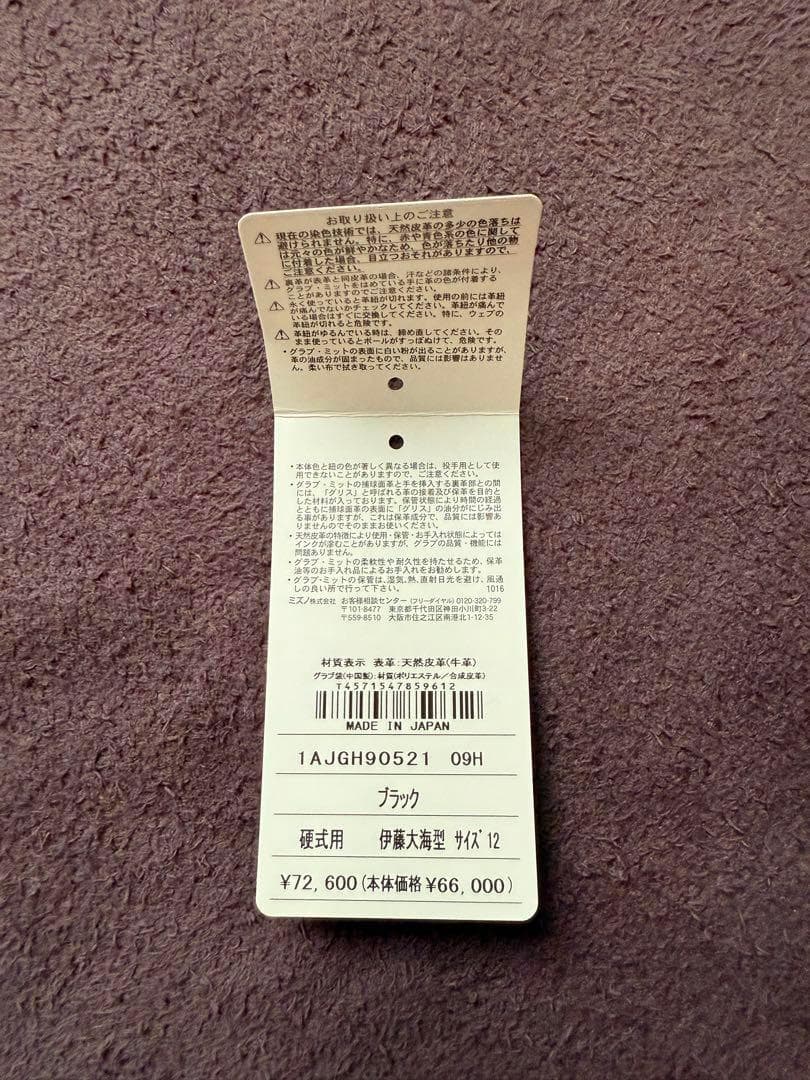 お取り扱い上のご注意
現在の染色技術では、天然皮革の多少の色落ちは
避けられません。特に、赤や青色系の色に関して
は元々の色が鮮やかなため、色が落ちたり他の物
に付着した場合、目立つおそれがありますので、
ご注意ください。
裏革が表革と同皮革の場合、汗などの諸条件により、
グラブ・ミットをはめている手に革の色が付着する
ことがありますのでご注意ください。
永く使っていると革紐が切れます。使用の前には革紐
が痛んでないかチェックしてください。革紐が痛んで
いる場合はすぐに交換してください。特に、ウェブの
革紐が切れると危険です。
革紐がゆるんでいる時は、締め直してください。その
まま使っているとボールがすっぽぬけて、危険です。
・グラブ・ミットの表面に白い粉が出ることがありますが、
革の油成分が固まったもので、品質には影響はありませ
ん。柔い布で拭き取ってください。
・本体色と紐の色が著しく異なる場合は、投手用として使
用できないことがありますので、ご注意ください。
・グラブ・ミットの捕球面革と手を挿入する裏革部との間
には、「グリス」と呼ばれる革の接着及び保革を目的と
した材料が入っております。保管状態により時間の経過
とともに捕球面革の表面に「グリス」の油分がにじみ出
る事がありますが、これは保革成分で、品質には影響あ
りませんのでそのままお使いください。
・天然皮革の特徴により使用・保管・お手入れ状態によっては
インクが滲むことがありますが、グラブの品質・機能には
問題ありません。
・グラブ・ミットの柔軟性や耐久性を持たせるため、保革
油等のお手入れ品によるお手入れをお勧めします。
・グラブ・ミットの保管は、湿気、熱、直射日光を避け、風通
しの良い所で行って下さい。 1016
ミズノ株式会社 お客様相談センター (フリーダイヤル) 0120-320-799
〒101-8477 東京都千代田区神田小川町3-22
〒559-8510 大阪市住之江区南港北1-12-35
材質表示 表革:天然皮革(牛革)
グラブ袋(中国製):材質(ポリエステル/合成皮革)
T4571547859612
MADE IN JAPAN
1AJGH90521 09H
ブラック
硬式用 伊藤大海型 サイズ12
¥72,600(本体価格¥66,000)